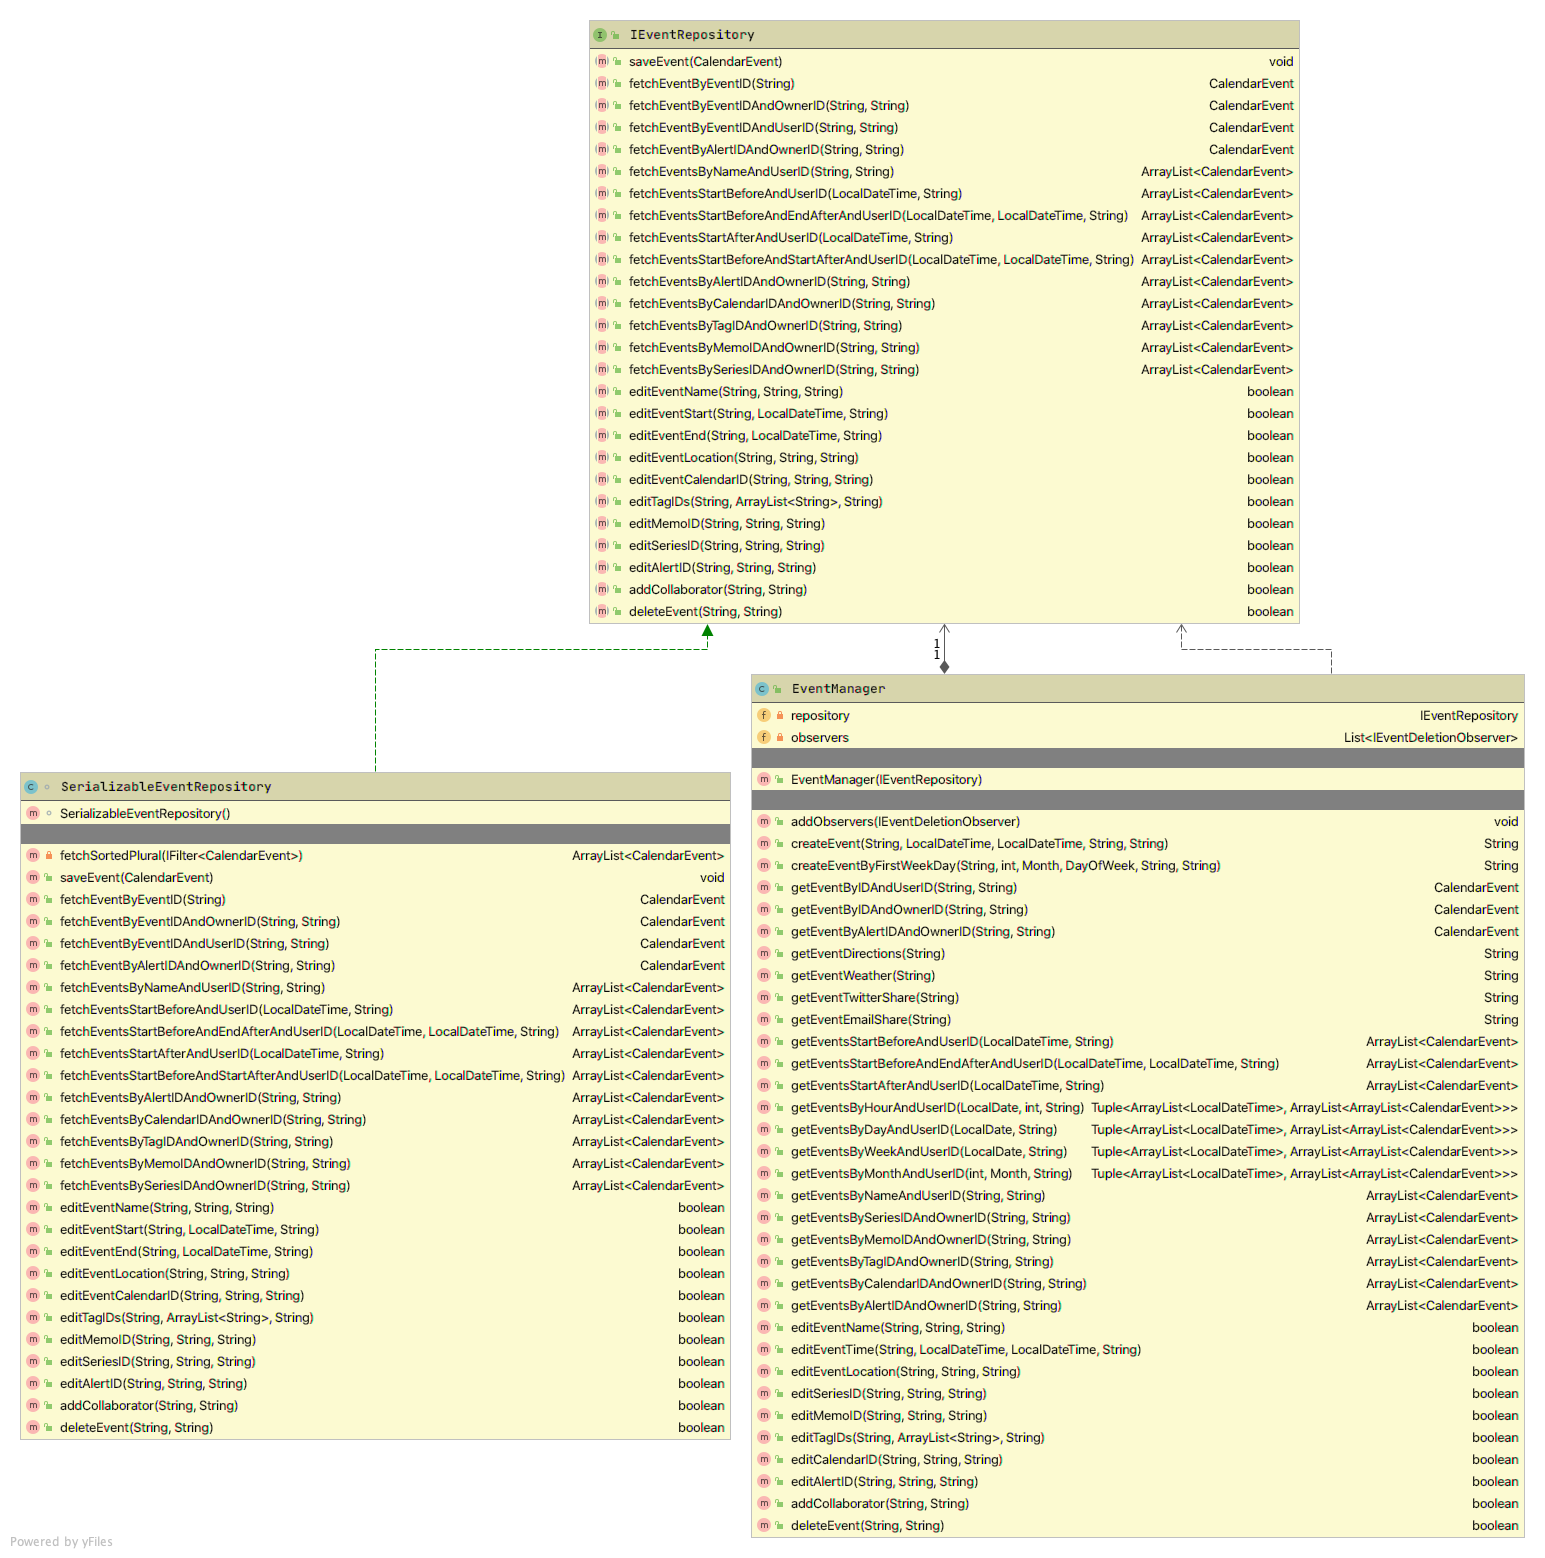 IEventRepository
saveEvent(CalendarEvent) void
fetchEventByEventID(String) CalendarEvent
fetchEventByEventIDAndOwnerID(String, String) CalendarEvent
fetchEventByEventIDAndUserID(String, String) CalendarEvent
fetchEventByAlertIDAndOwnerID(String, String) CalendarEvent
fetchEventsByNameAndUserID(String, String) ArrayList<CalendarEvent>
fetchEventsStartBeforeAndUserID(LocalDateTime, String) ArrayList<CalendarEvent>
fetchEventsStartBeforeAndEndAfterAndUserID(LocalDateTime, LocalDateTime, String) ArrayList<CalendarEvent>
fetchEventsStartAfterAndUserID(LocalDateTime, String) ArrayList<CalendarEvent>
fetchEventsStartBeforeAndStartAfterAndUserID(LocalDateTime, LocalDateTime, String) ArrayList<CalendarEvent>
fetchEventsByAlertIDAndOwnerID(String, String) ArrayList<CalendarEvent>
fetchEventsByCalendarIDAndOwnerID(String, String) ArrayList<CalendarEvent>
fetchEventsByTagIDAndOwnerID(String, String) ArrayList<CalendarEvent>
fetchEventsByMemoIDAndOwnerID(String, String) ArrayList<CalendarEvent>
fetchEventsBySeriesIDAndOwnerID(String, String) ArrayList<CalendarEvent>
editEventName(String, String, String) boolean
editEventStart(String, LocalDateTime, String) boolean
editEventEnd(String, LocalDateTime, String) boolean
editEventLocation(String, String, String) boolean
editEventCalendarID(String, String, String) boolean
editTagIDs(String, ArrayList<String>, String) boolean
editMemoID(String, String, String) boolean
editSeriesID(String, String, String) boolean
editAlertID(String, String, String) boolean
addCollaborator(String, String) boolean
deleteEvent(String, String) boolean
1
1
SerializableEventRepository
SerializableEventRepository()
fetchSortedPlural(IFilter<CalendarEvent>) ArrayList<CalendarEvent>
saveEvent(CalendarEvent) void
fetchEventByEventID(String) CalendarEvent
fetchEventByEventIDAndOwnerID(String, String) CalendarEvent
fetchEventByEventIDAndUserID(String, String) CalendarEvent
fetchEventByAlertIDAndOwnerID(String, String) CalendarEvent
fetchEventsByNameAndUserID(String, String) ArrayList<CalendarEvent>
fetchEventsStartBeforeAndUserID(LocalDateTime, String) ArrayList<CalendarEvent>
fetchEventsStartBeforeAndEndAfterAndUserID(LocalDateTime, LocalDateTime, String) ArrayList<CalendarEvent>
fetchEventsStartAfterAndUserID(LocalDateTime, String) ArrayList<CalendarEvent>
fetchEventsStartBeforeAndStartAfterAndUserID(LocalDateTime, LocalDateTime, String) ArrayList<CalendarEvent>
fetchEventsByAlertIDAndOwnerID(String, String) ArrayList<CalendarEvent>
fetchEventsByCalendarIDAndOwnerID(String, String) ArrayList<CalendarEvent>
fetchEventsByTagIDAndOwnerID(String, String) ArrayList<CalendarEvent>
fetchEventsByMemoIDAndOwnerID(String, String) ArrayList<CalendarEvent>
fetchEventsBySeriesIDAndOwnerID(String, String) ArrayList<CalendarEvent>
editEventName(String, String, String) boolean
editEventStart(String, LocalDateTime, String) boolean
editEventEnd(String, LocalDateTime, String) boolean
editEventLocation(String, String, String) boolean
editEventCalendarID(String, String, String) boolean
editTagIDs(String, ArrayList<String>, String) boolean
editMemoID(String, String, String) boolean
editSeriesID(String, String, String) boolean
editAlertID(String, String, String) boolean
addCollaborator(String, String) boolean
deleteEvent(String, String) boolean
EventManager
repository IEventRepository
observers List<IEventDeletionObserver>
EventManager(IEventRepository)
addObservers(IEventDeletionObserver) void
createEvent(String, LocalDateTime, LocalDateTime, String, String) String
createEventByFirstWeekDay(String, int, Month, DayOfWeek, String, String) String
getEventByIDAndUserID(String, String) CalendarEvent
getEventByIDAndOwnerID(String, String) CalendarEvent
getEventByAlertIDAndOwnerID(String, String) CalendarEvent
getEventDirections(String) String
getEventWeather(String) String
getEventTwitterShare(String) String
getEventEmailShare(String) String
getEventsStartBeforeAndUserID(LocalDateTime, String) ArrayList<CalendarEvent>
getEventsStartBeforeAndEndAfterAndUserID(LocalDateTime, LocalDateTime, String) ArrayList<CalendarEvent>
getEventsStartAfterAndUserID(LocalDateTime, String) ArrayList<CalendarEvent>
getEventsByHourAndUserID(LocalDate, int, String) Tuple<ArrayList<LocalDateTime>, ArrayList<ArrayList<CalendarEvent>>>
getEventsByDayAndUserID(LocalDate, String) Tuple<ArrayList<LocalDateTime>, ArrayList<ArrayList<CalendarEvent>>>
getEventsByWeekAndUserID(LocalDate, String) Tuple<ArrayList<LocalDateTime>, ArrayList<ArrayList<CalendarEvent>>>
getEventsByMonthAndUserID(int, Month, String) Tuple<ArrayList<LocalDateTime>, ArrayList<ArrayList<CalendarEvent>>>
getEventsByNameAndUserID(String, String) ArrayList<CalendarEvent>
getEventsBySeriesIDAndOwnerID(String, String) ArrayList<CalendarEvent>
getEventsByMemoIDAndOwnerID(String, String) ArrayList<CalendarEvent>
getEventsByTagIDAndOwnerID(String, String) ArrayList<CalendarEvent>
getEventsByCalendarIDAndOwnerID(String, String) ArrayList<CalendarEvent>
getEventsByAlertIDAndOwnerID(String, String) ArrayList<CalendarEvent>
editEventName(String, String, String) boolean
editEventTime(String, LocalDateTime, LocalDateTime, String) boolean
editEventLocation(String, String, String) boolean
editSeriesID(String, String, String) boolean
editMemoID(String, String, String) boolean
editTagIDs(String, ArrayList<String>, String) boolean
editCalendarID(String, String, String) boolean
editAlertID(String, String, String) boolean
addCollaborator(String, String) boolean
deleteEvent(String, String) boolean
Powered by yFiles